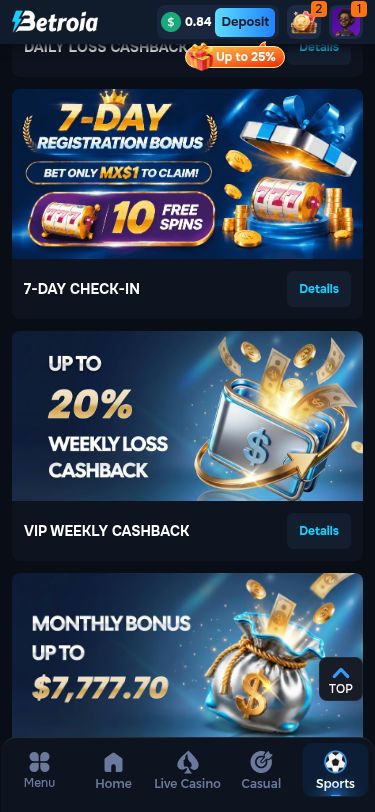 Betroia
$ 0.84 Deposit
2
1
DAILY LOSS CASHBACK
Details
Up to 25%
7-DAY
REGISTRATION BONUS
BET ONLY MX$1 TO CLAIM!
777
10 FREE
SPINS
777
7-DAY CHECK-IN
Details
UP TO
20%
WEEKLY LOSS
CASHBACK
$
VIP WEEKLY CASHBACK
Details
MONTHLY BONUS
UP TO
$7,777.70
$
TOP
Menu
Home
Live Casino
Casual
Sports